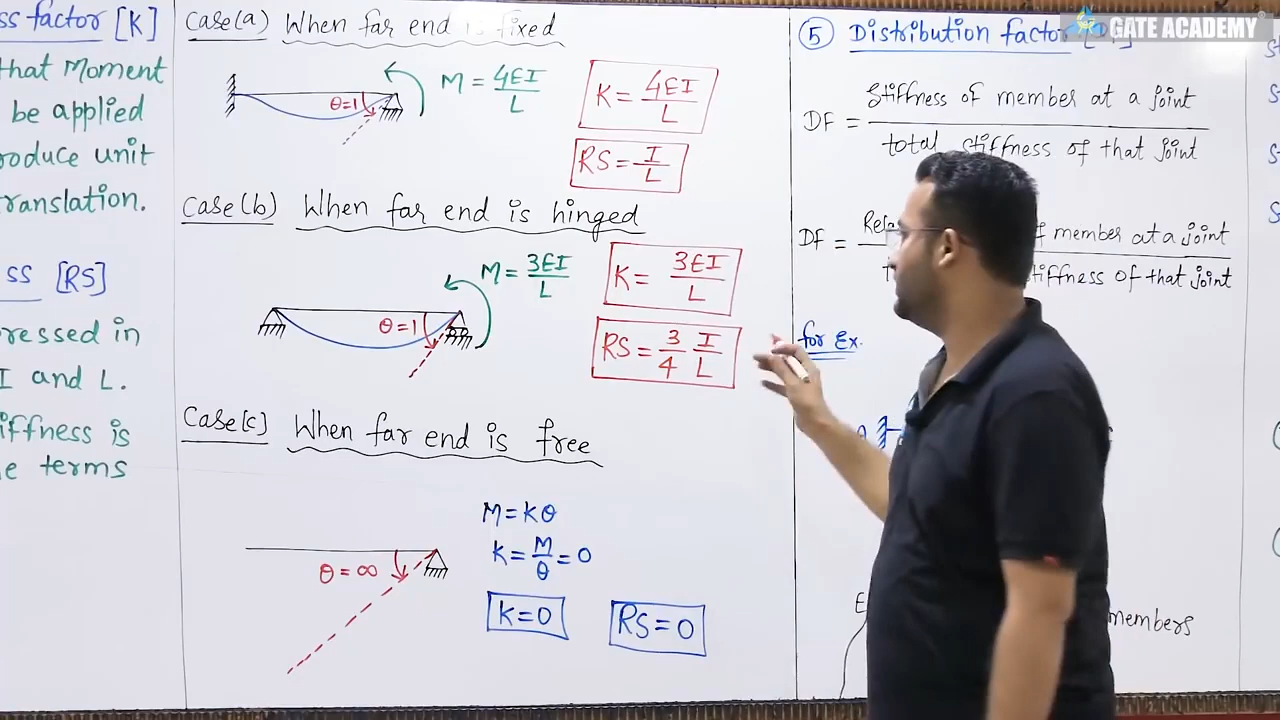 ss factor [K]
that Moment
be applied
roduce unit
ranslation.
ss [RS]
ressed in
I and L.
iffness is
e terms
Case(a) When far end is fixed
θ=1
M = 4EI/L
K = 4EI/L
RS = I/L
Case(b) When far end is hinged
θ=1
M = 3EI/L
K = 3EI/L
RS = 3/4 I/L
Case[c] When far end is free
θ = ∞
M = Kθ
K = M/θ = 0
K=0
RS=0
GATE ACADEMY
5 Distribution factor
DF = Stiffness of member at a joint / total stiffness of that joint
DF = member at a joint / stiffness of that joint
for Ex.
members